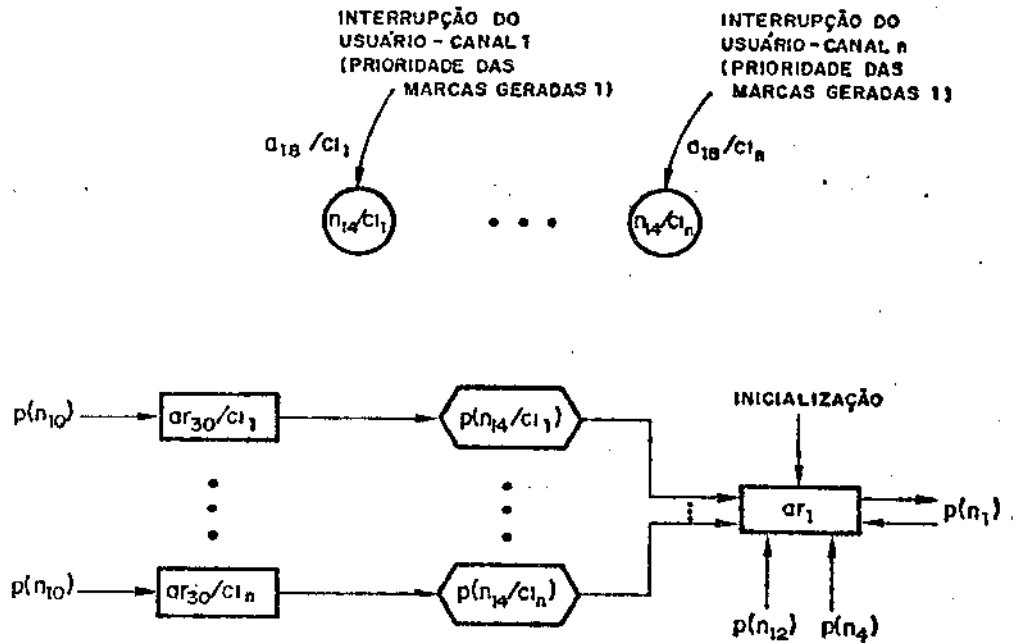 INTERRUPÇÃO DO
USUÁRIO - CANAL 1
(PRIORIDADE DAS
MARCAS GERADAS 1)
INTERRUPÇÃO DO
USUÁRIO - CANAL n
(PRIORIDADE DAS
MARCAS GERADAS 1)
a₁₈/ci₁
a₁₈/ciₙ
n₁₄/ci₁
• • •
n₁₄/ciₙ
p(n₁₀)
ar₃₀/ci₁
p(n₁₄/ci₁)
INICIALIZAÇÃO
ar₁
p(n₁)
p(n₁₀)
ar₃₀/ciₙ
p(n₁₄/ciₙ)
p(n₁₂)
p(n₄)